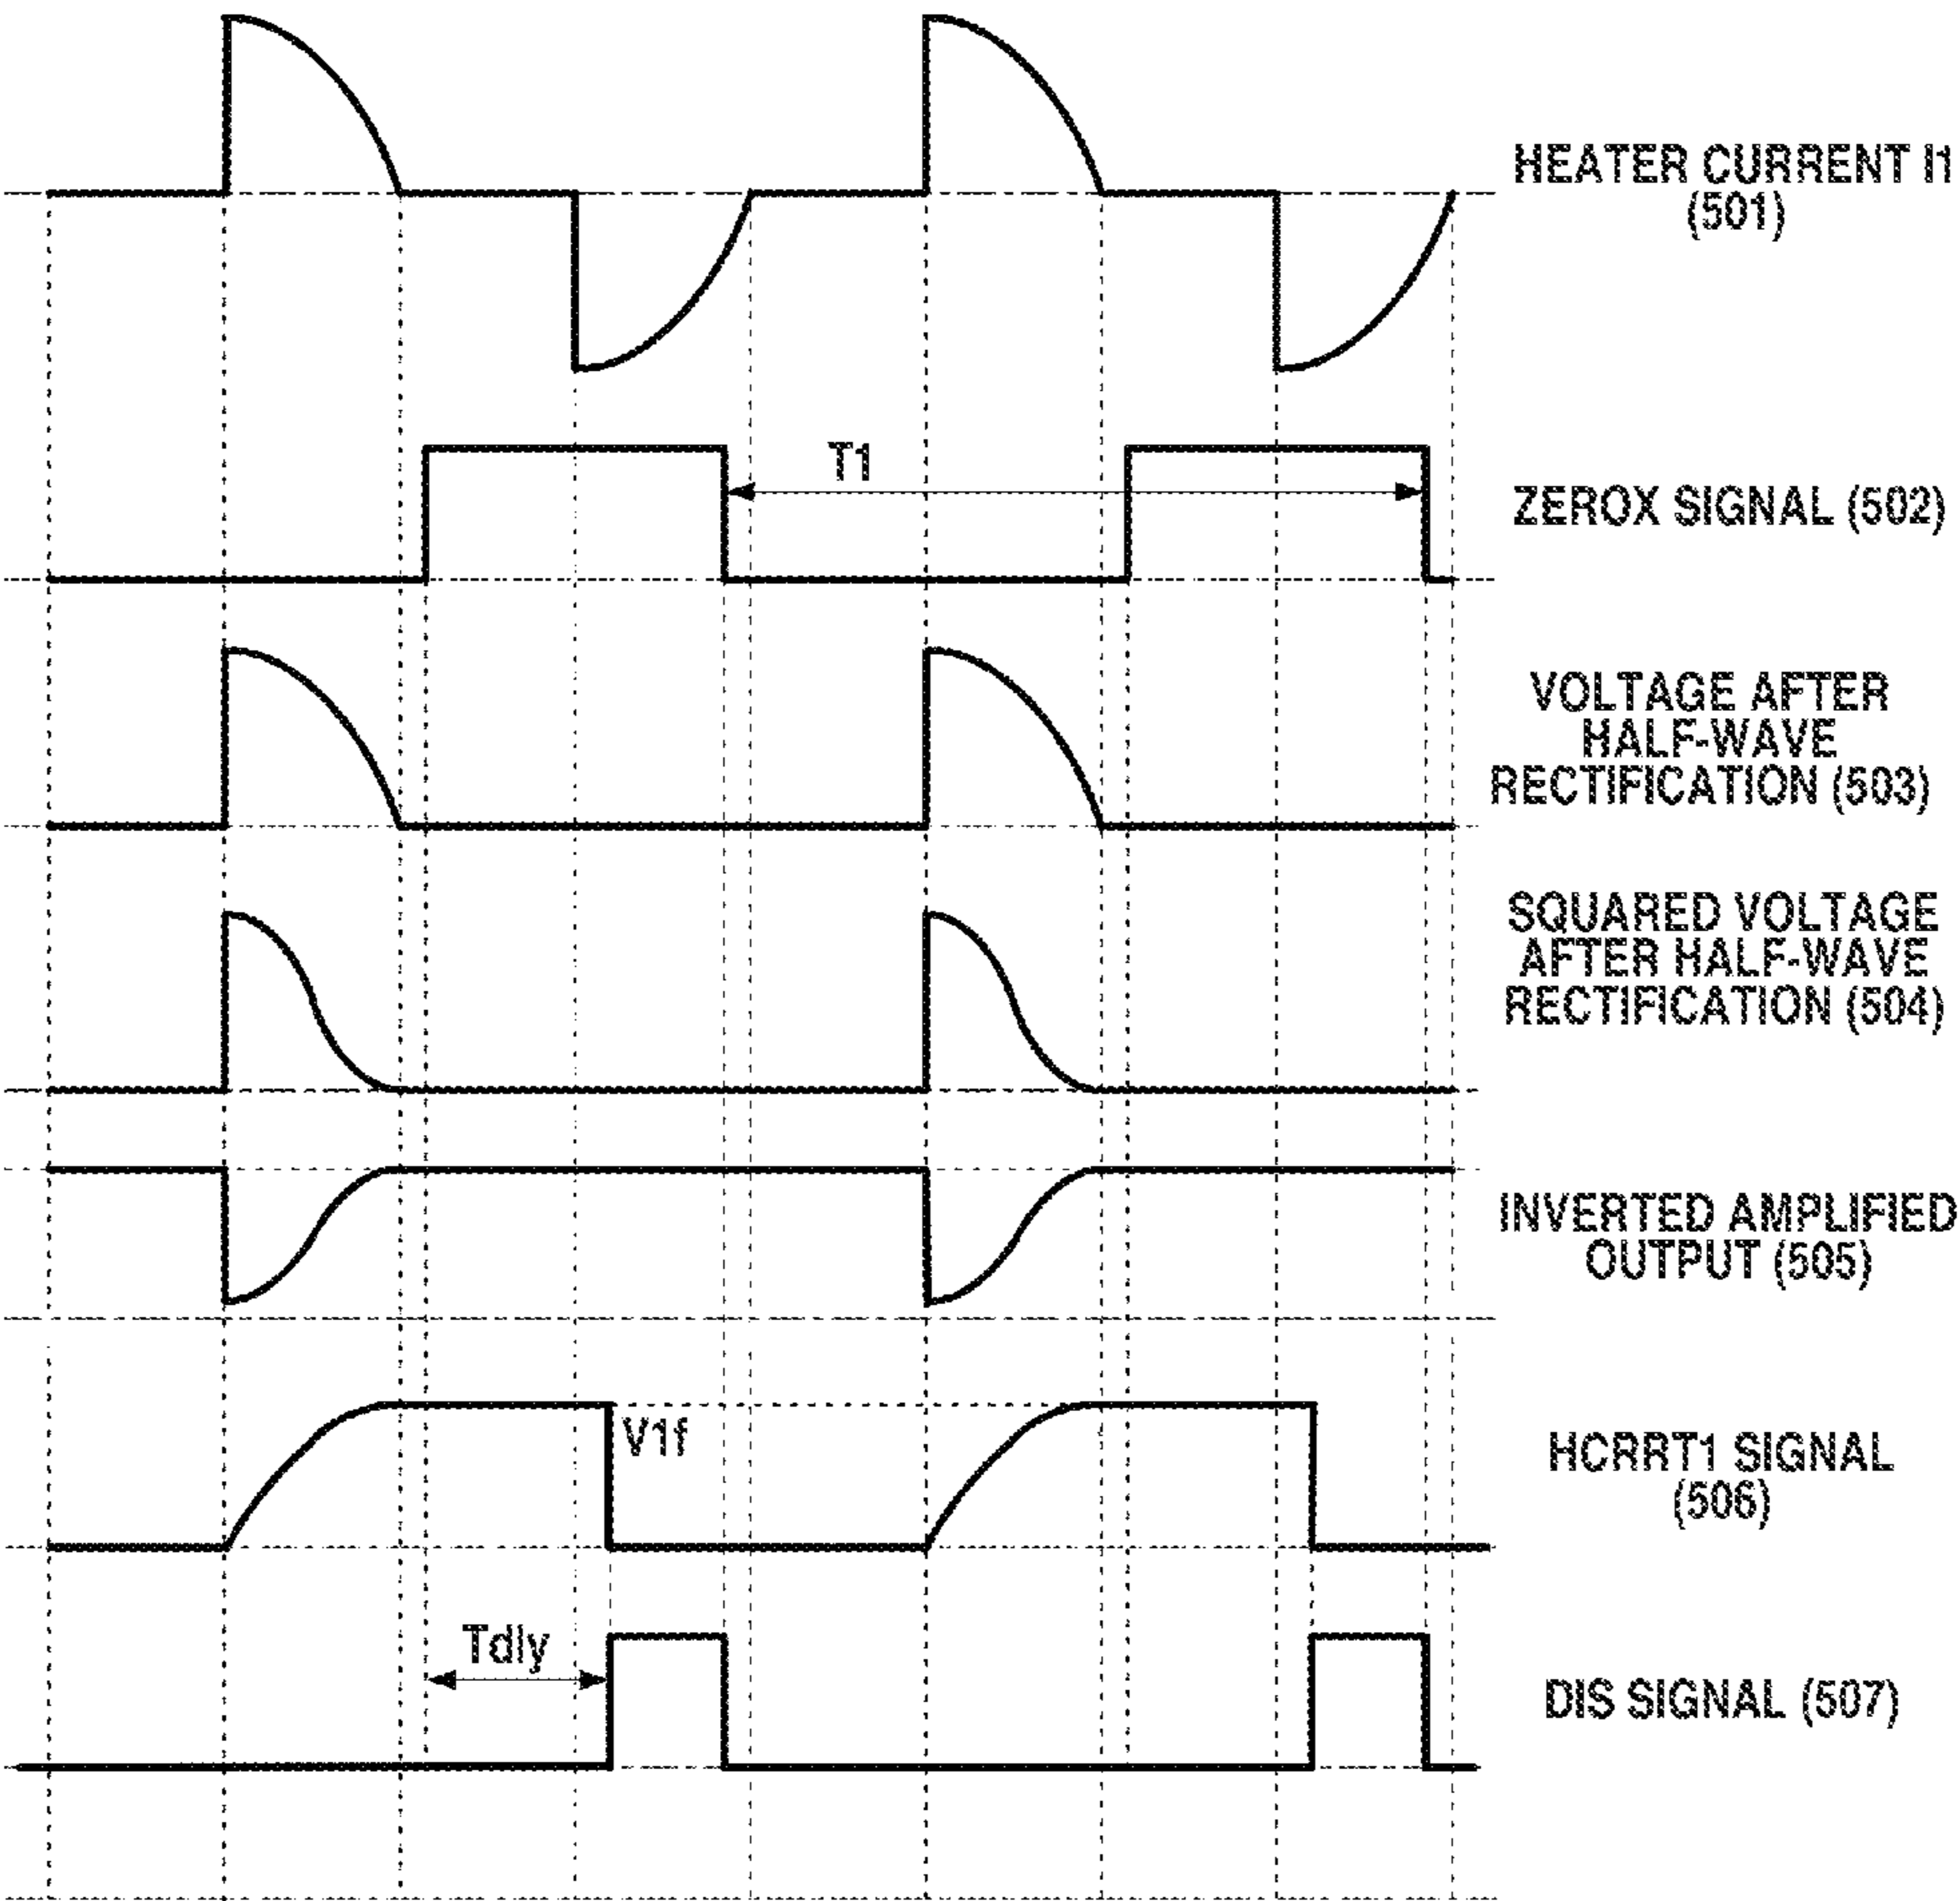 HEATER CURRENT I1
(501)
T1
ZEROX SIGNAL (502)
VOLTAGE AFTER
HALF-WAVE
RECTIFICATION (503)
SQUARED VOLTAGE
AFTER HALF-WAVE
RECTIFICATION (504)
INVERTED AMPLIFIED
OUTPUT (505)
V1f
HCRRT1 SIGNAL
(506)
Tdly
DIS SIGNAL (507)